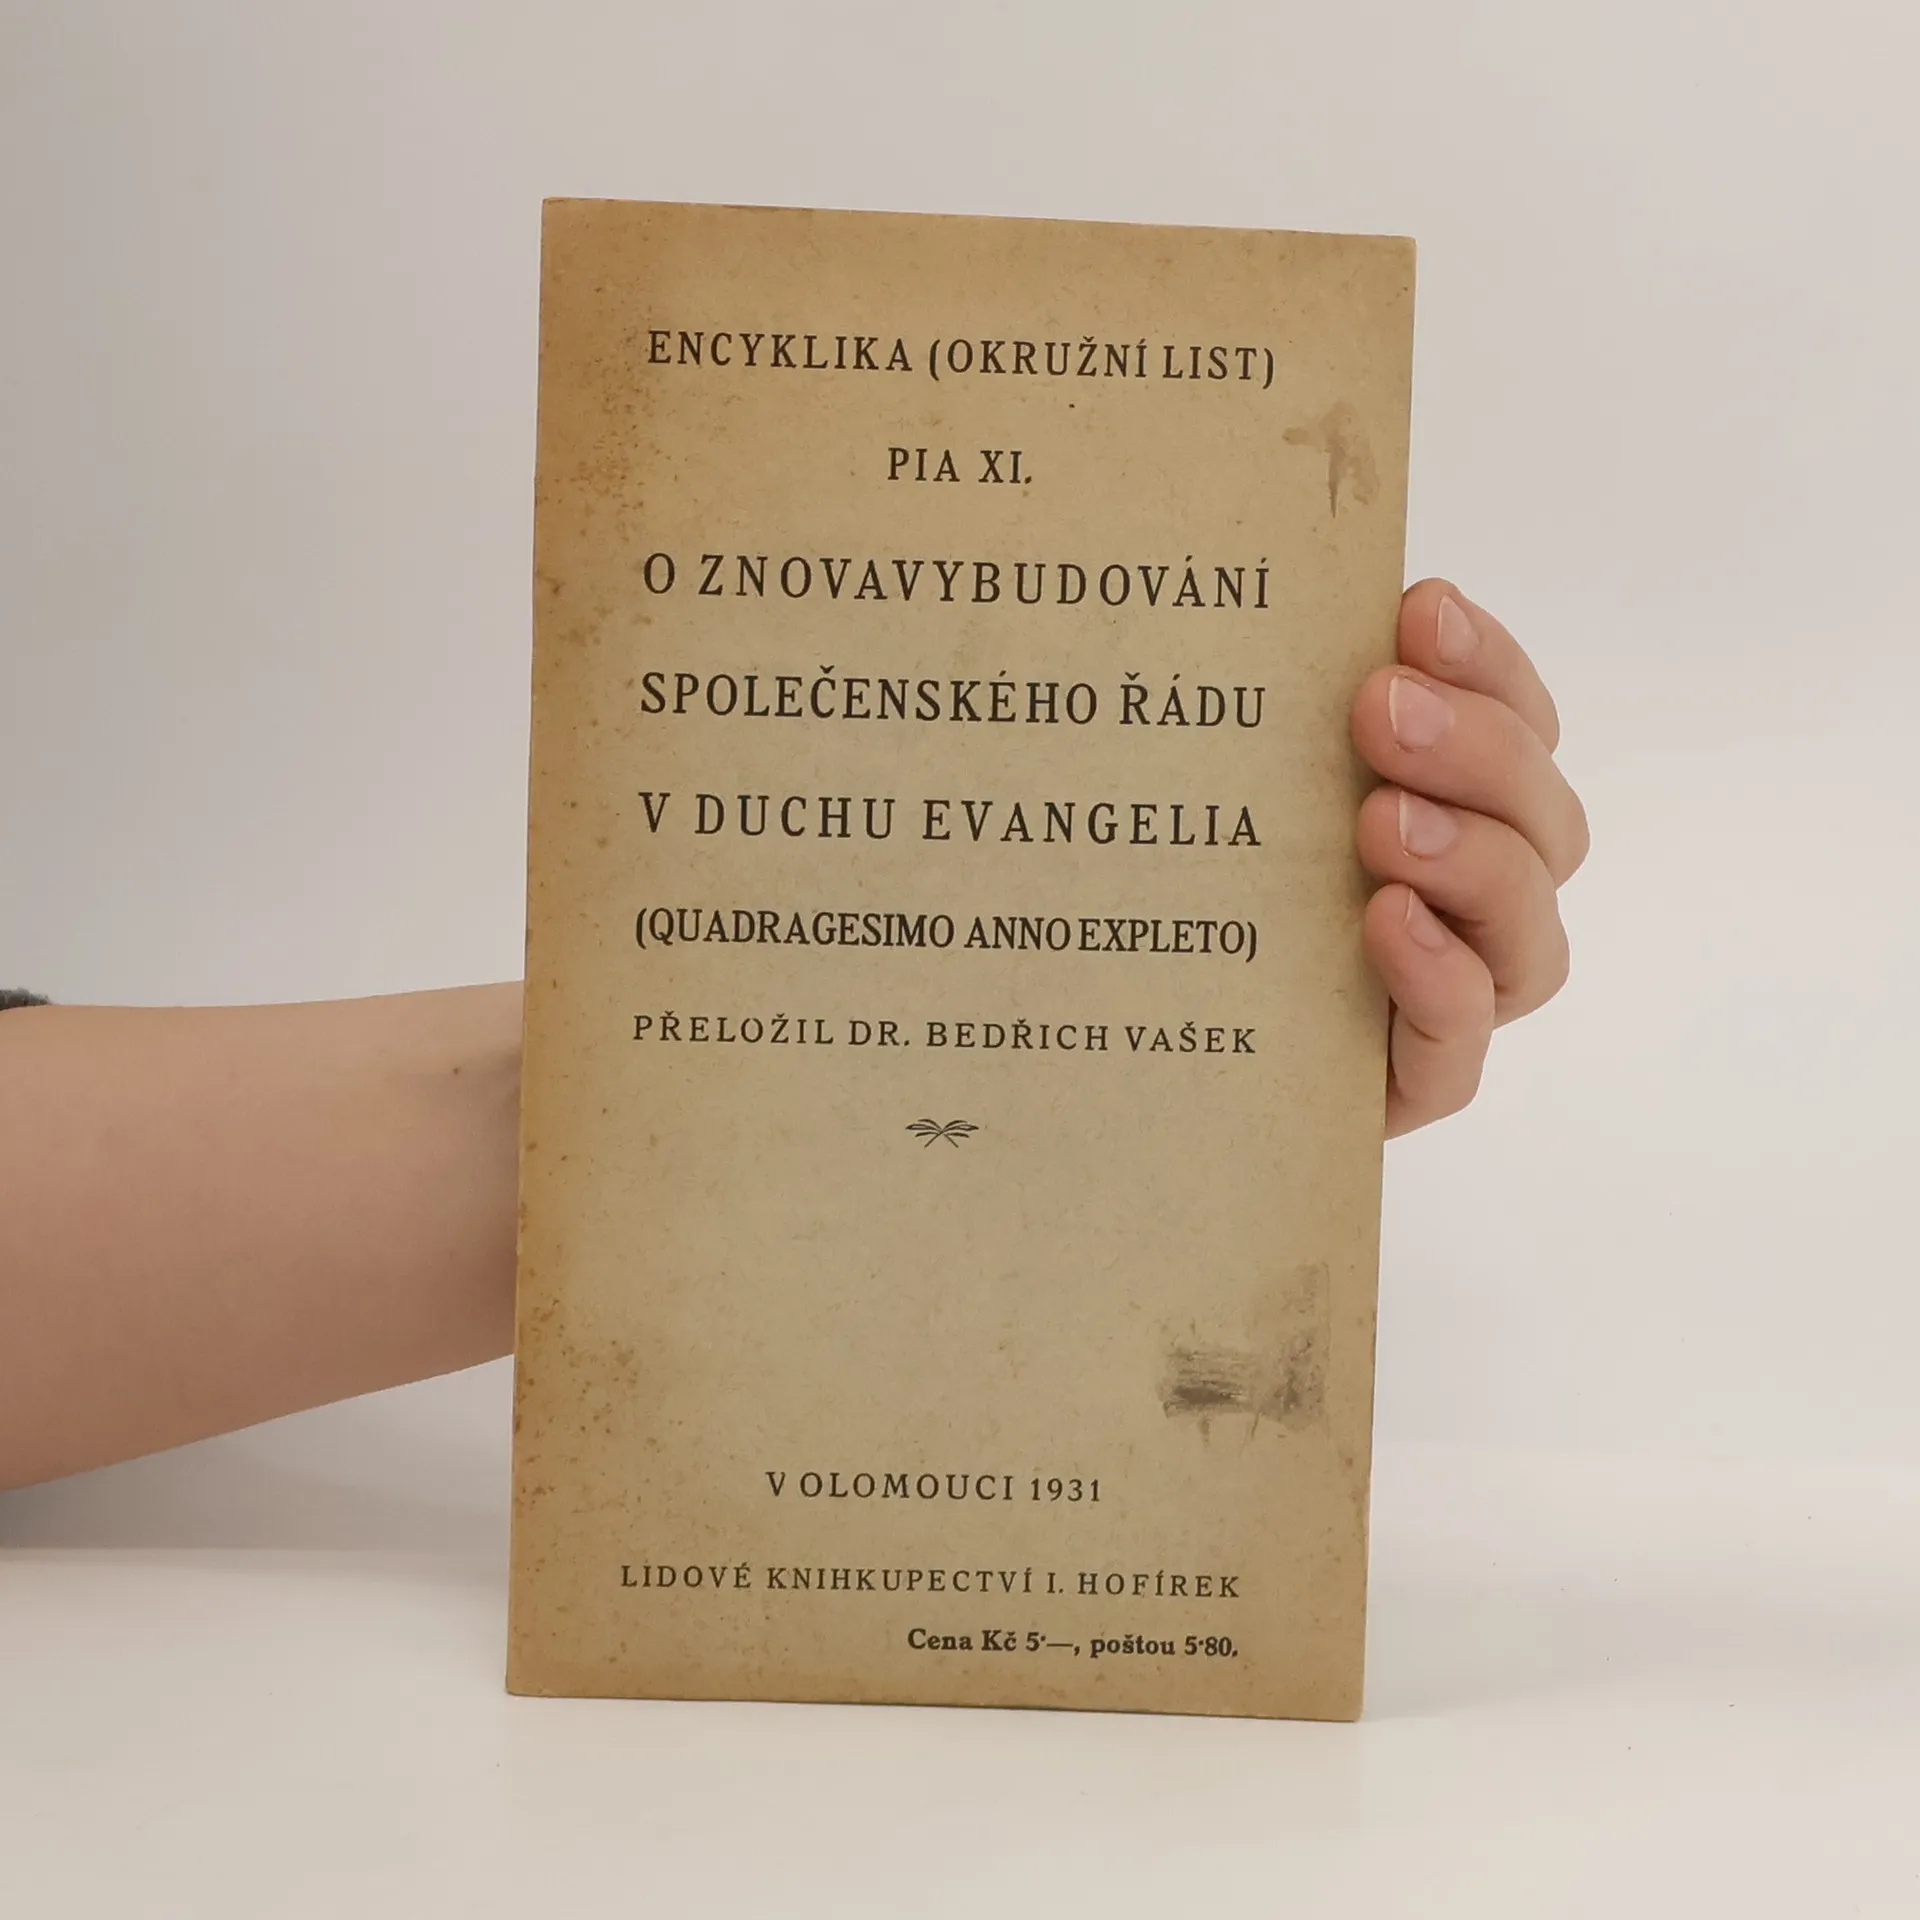 ENCYKLIKA (OKRUŽNÍ LIST)
PIA XI.
O ZNOVAVYBUDOVÁNÍ
SPOLEČENSKÉHO ŘÁDU
V DUCHU EVANGELIA
(QUADRAGESIMO ANNO EXPLETO)
PŘELOŽIL DR. BEDŘICH VAŠEK
V OLOMOUCI 1931
LIDOVÉ KNIHKUPECTVÍ I. HOFÍREK
Cena Kč 5·—, poštou 5·80.